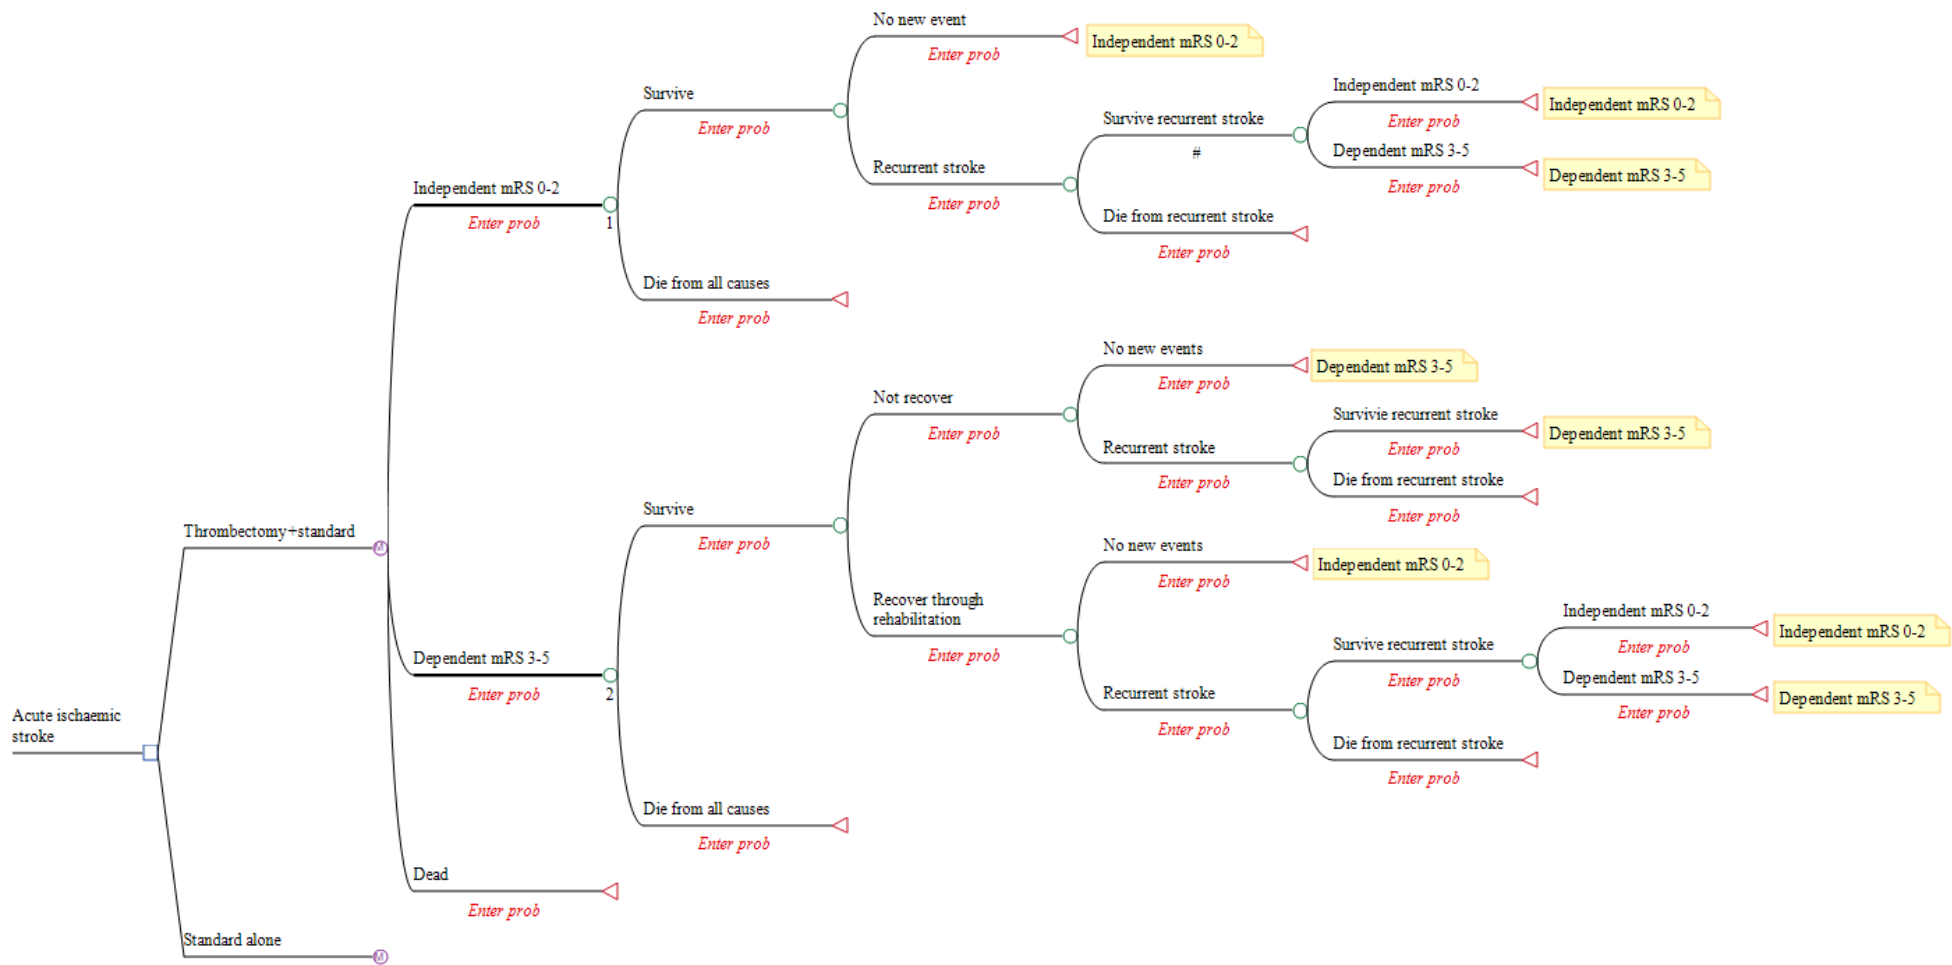 No new event
Enter prob
Independent mRS 0-2
Survive
Enter prob
Independent mRS 0-2
Enter prob
Independent mRS 0-2
Survive recurrent stroke
#
Dependent mRS 3-5
Enter prob
Dependent mRS 3-5
Recurrent stroke
Enter prob
Independent mRS 0-2
Enter prob
1
Die from recurrent stroke
Enter prob
Die from all causes
Enter prob
No new events
Enter prob
Dependent mRS 3-5
Not recover
Enter prob
Survivie recurrent stroke
Enter prob
Dependent mRS 3-5
Recurrent stroke
Enter prob
Die from recurrent stroke
Enter prob
Survive
Enter prob
Thrombectomy+standard
No new events
Enter prob
Independent mRS 0-2
Recover through
rehabilitation
Enter prob
Independent mRS 0-2
Enter prob
Independent mRS 0-2
Survive recurrent stroke
Enter prob
Dependent mRS 3-5
Enter prob
Dependent mRS 3-5
Dependent mRS 3-5
Enter prob
2
Recurrent stroke
Enter prob
Die from recurrent stroke
Enter prob
Acute ischaemic
stroke
Die from all causes
Enter prob
Dead
Enter prob
Standard alone
M
M